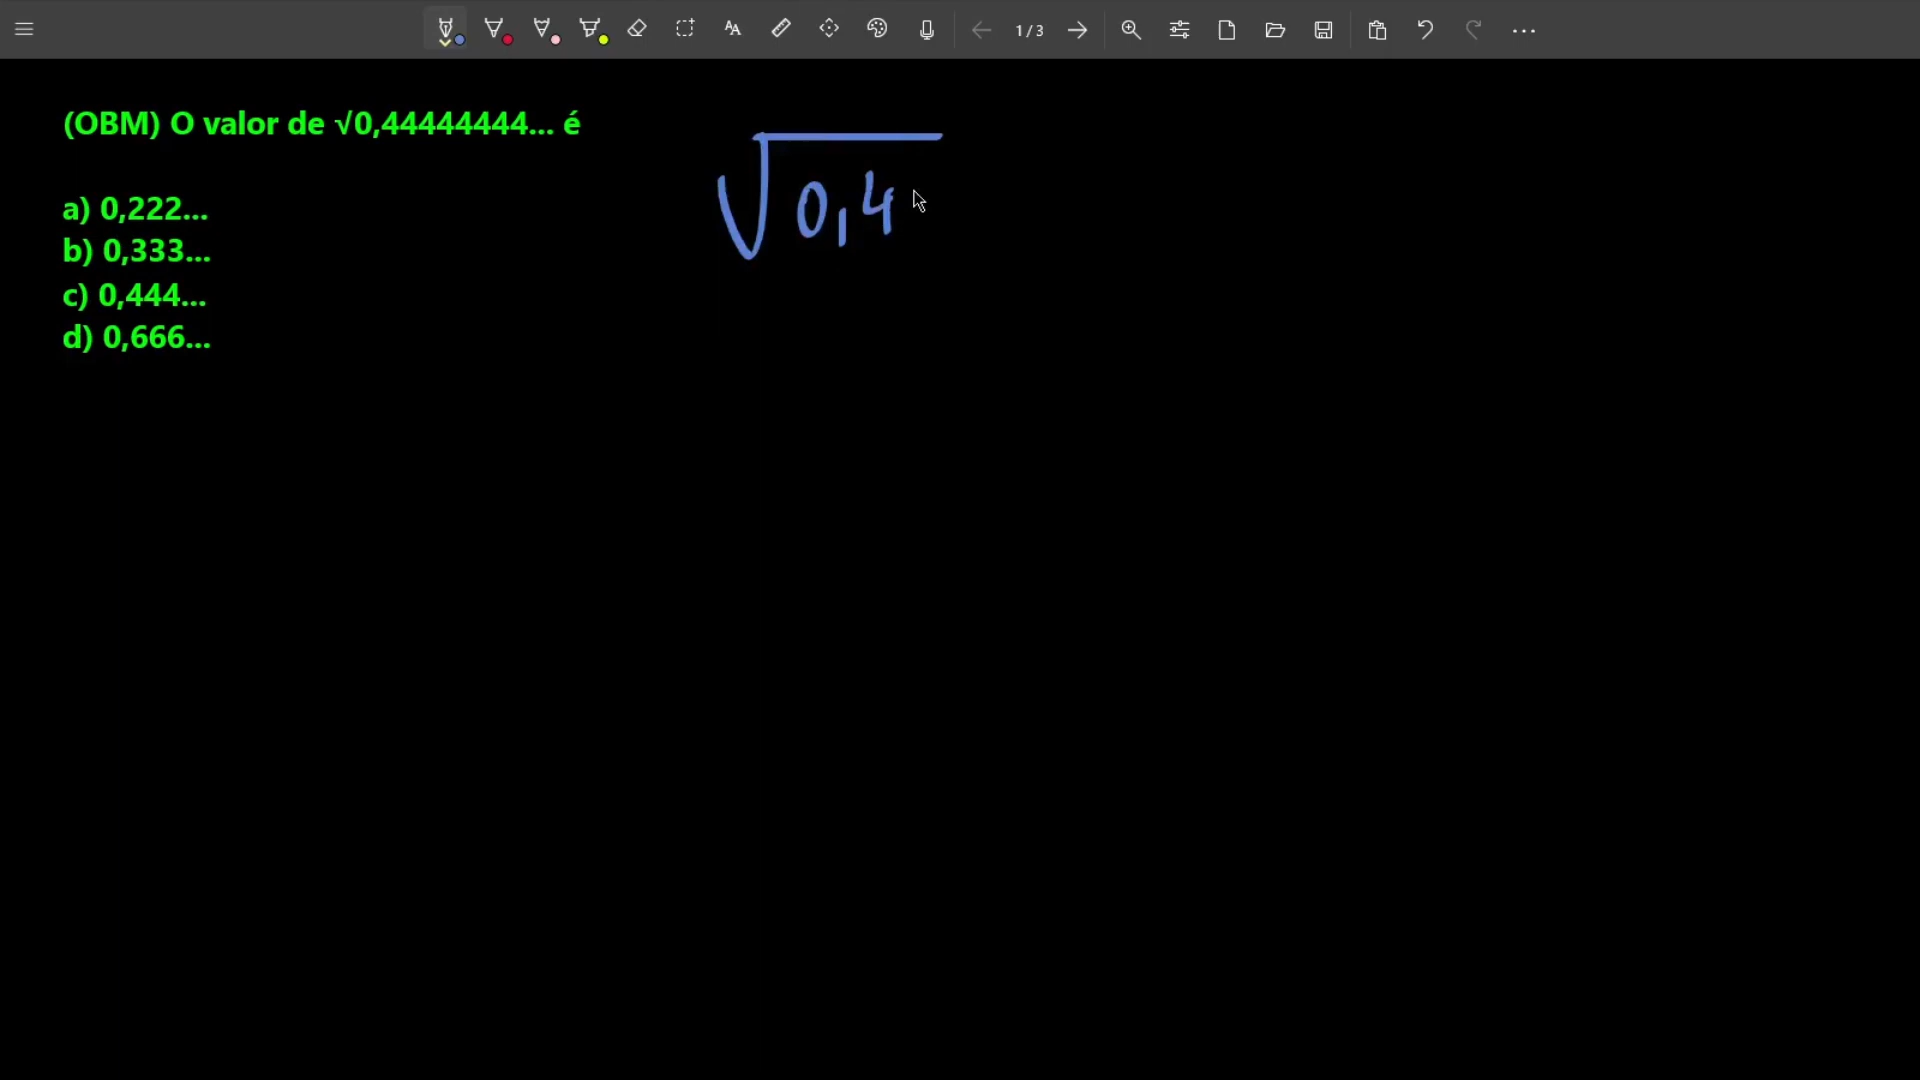 1/3
(OBM) O valor de √0,44444444... é
a) 0,222...
b) 0,333...
c) 0,444...
d) 0,666...
√0,4